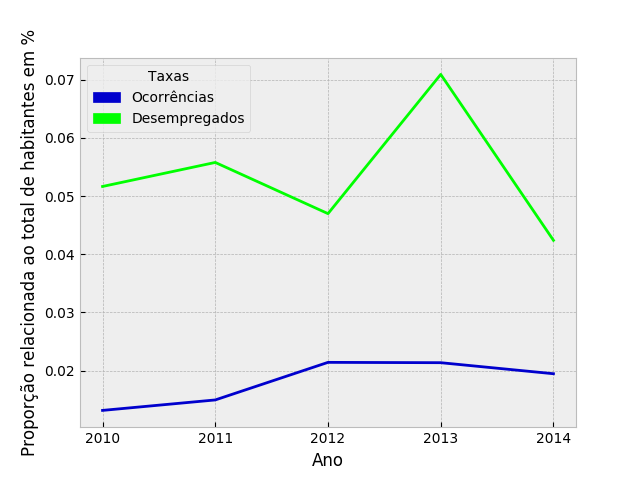 Proporção relacionada ao total de habitantes em %
0.07
0.06
0.05
0.04
0.03
0.02
Taxas
Ocorrências
Desempregados
2010 2011 2012 2013 2014
Ano